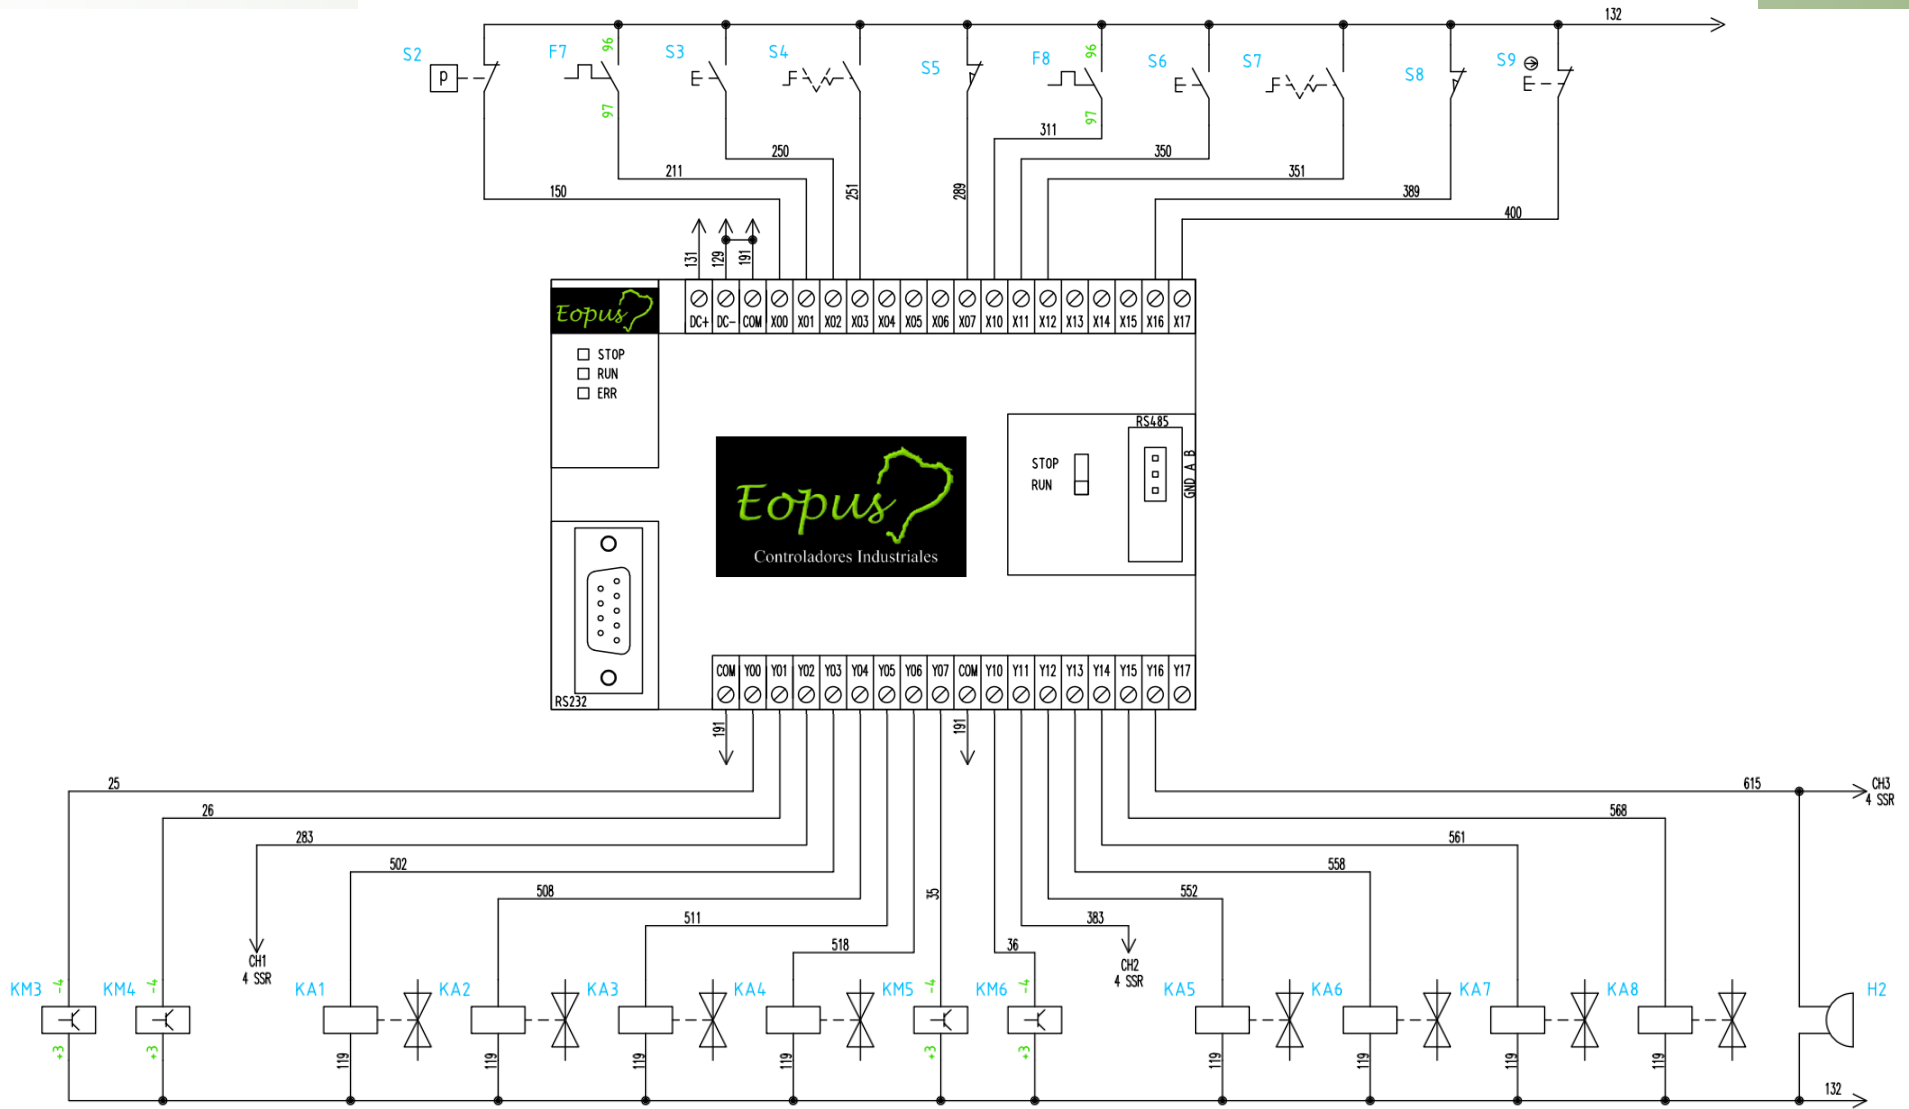 132
S2
F7
96
S3
S4
S5
F8
96
S6
S7
S8
S9
P
97
97
311
250
350
211
351
150
251
289
389
400
131
129
191
Eopus
DC+ DC- COM X00 X01 X02 X03 X04 X05 X06 X07 X10 X11 X12 X13 X14 X15 X16 X17
STOP
RUN
ERR
RS485
STOP
RUN
GND A B
Eopus
Controladores Industriales
RS232
COM Y00 Y01 Y02 Y03 Y04 Y05 Y06 Y07 COM Y10 Y11 Y12 Y13 Y14 Y15 Y16 Y17
191
191
25
615
CH3
4 SSR
26
568
283
561
502
558
508
35
552
511
383
518
36
CH1
4 SSR
CH2
4 SSR
KM3
-4
KM4
-4
KA1
KA2
KA3
KA4
KM5
-4
KM6
-4
KA5
KA6
KA7
KA8
H2
+3
+3
119
119
119
119
+3
+3
119
119
119
119
132